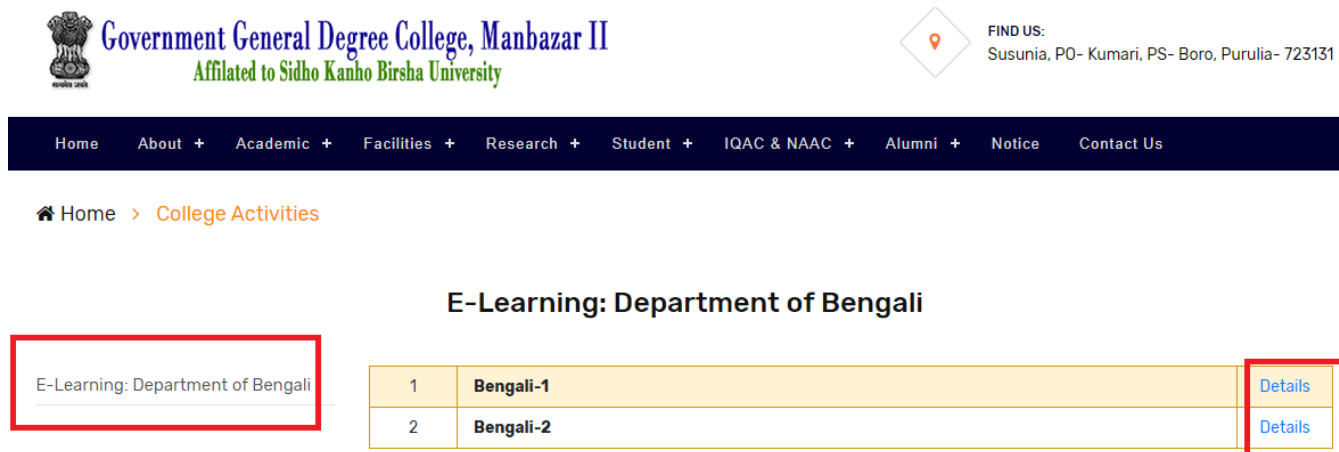 Government General Degree College, Manbazar II
Affilated to Sidho Kanho Birsha University
FIND US:
Susunia, PO- Kumari, PS- Boro, Purulia- 723131
Home About + Academic + Facilities + Research + Student + IQAC & NAAC + Alumni + Notice Contact Us
Home > College Activities
E-Learning: Department of Bengali
E-Learning: Department of Bengali
1 Bengali-1 Details
2 Bengali-2 Details